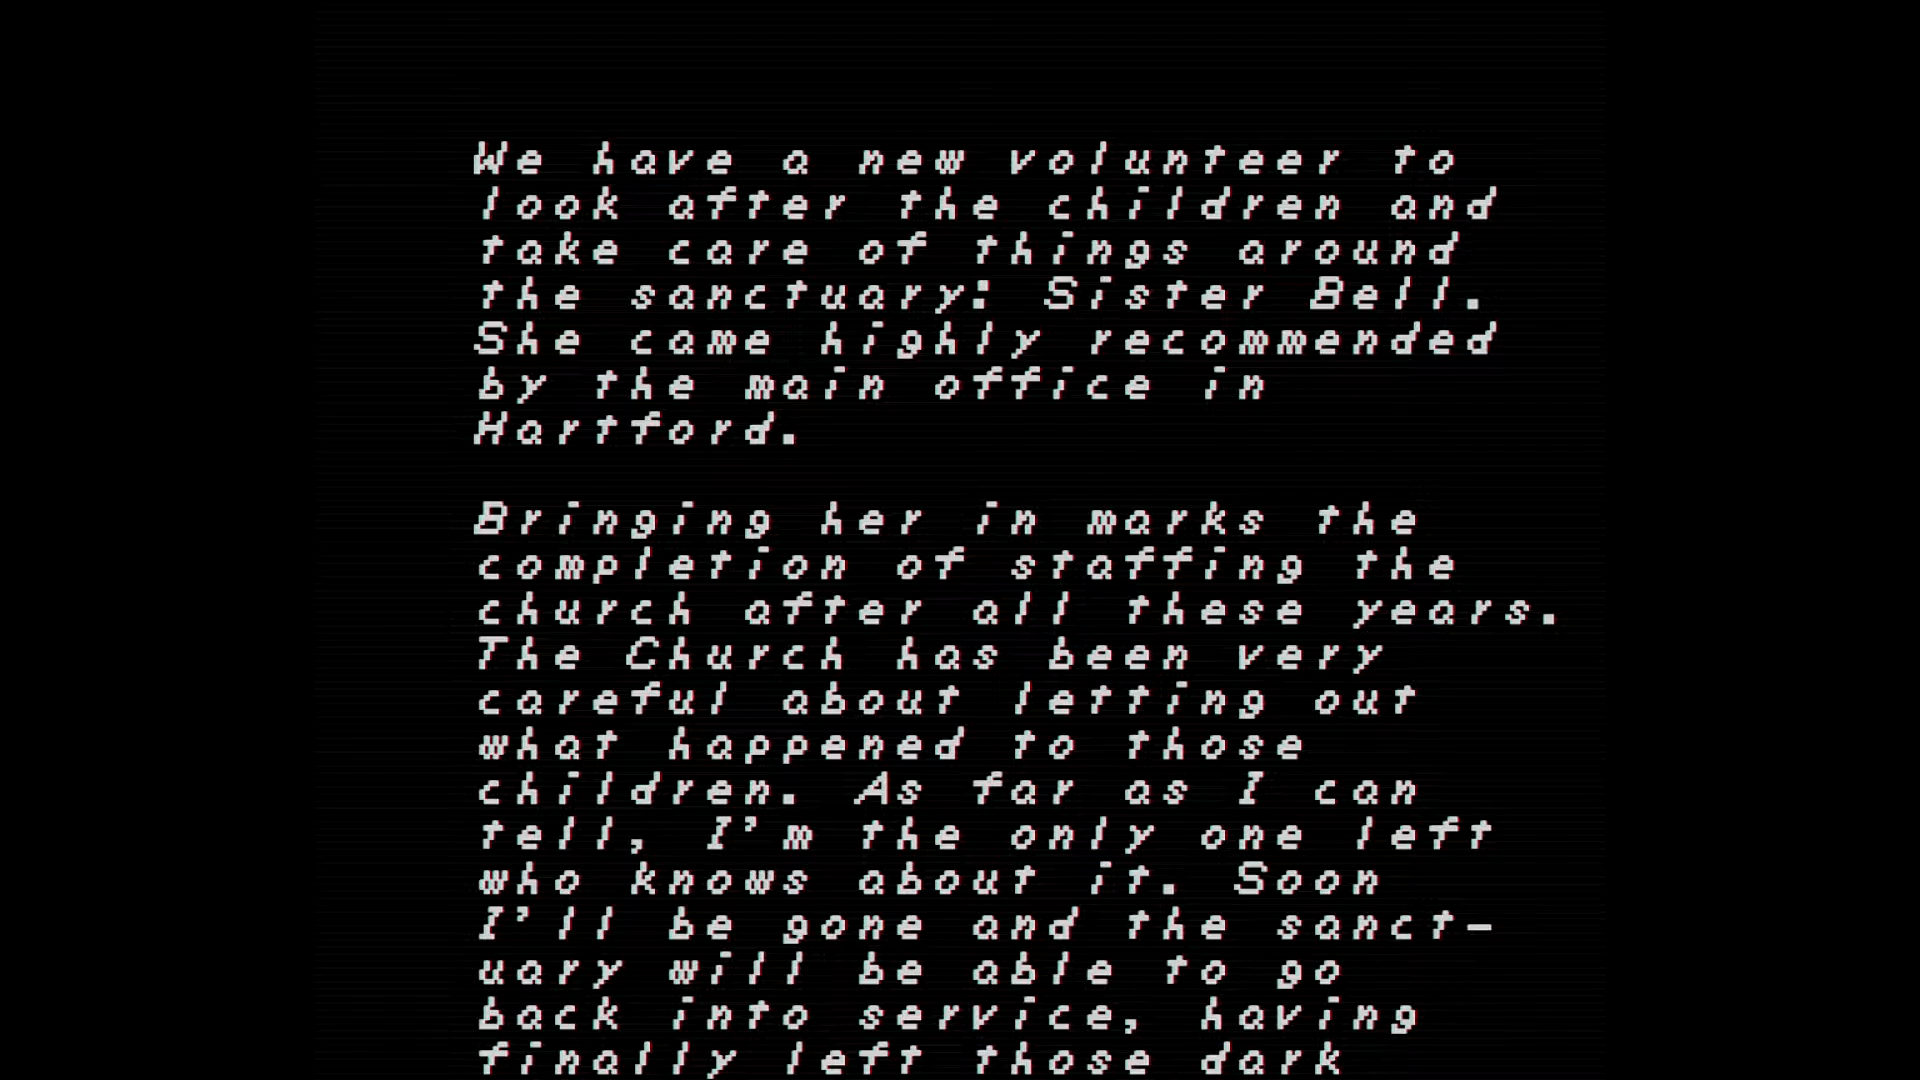 We have a new volunteer to
look after the children and
take care of things around
the sanctuary: Sister Bell.
She came highly recommended
by the main office in
Hartford.
Bringing her in marks the
completion of staffing the
church after all these years.
The Church has been very
careful about letting out
what happened to those
children. As far as I can
tell, I'm the only one left
who knows about it. Soon
I'll be gone and the sanct-
uary will be able to go
back into service, having
finally left those dark